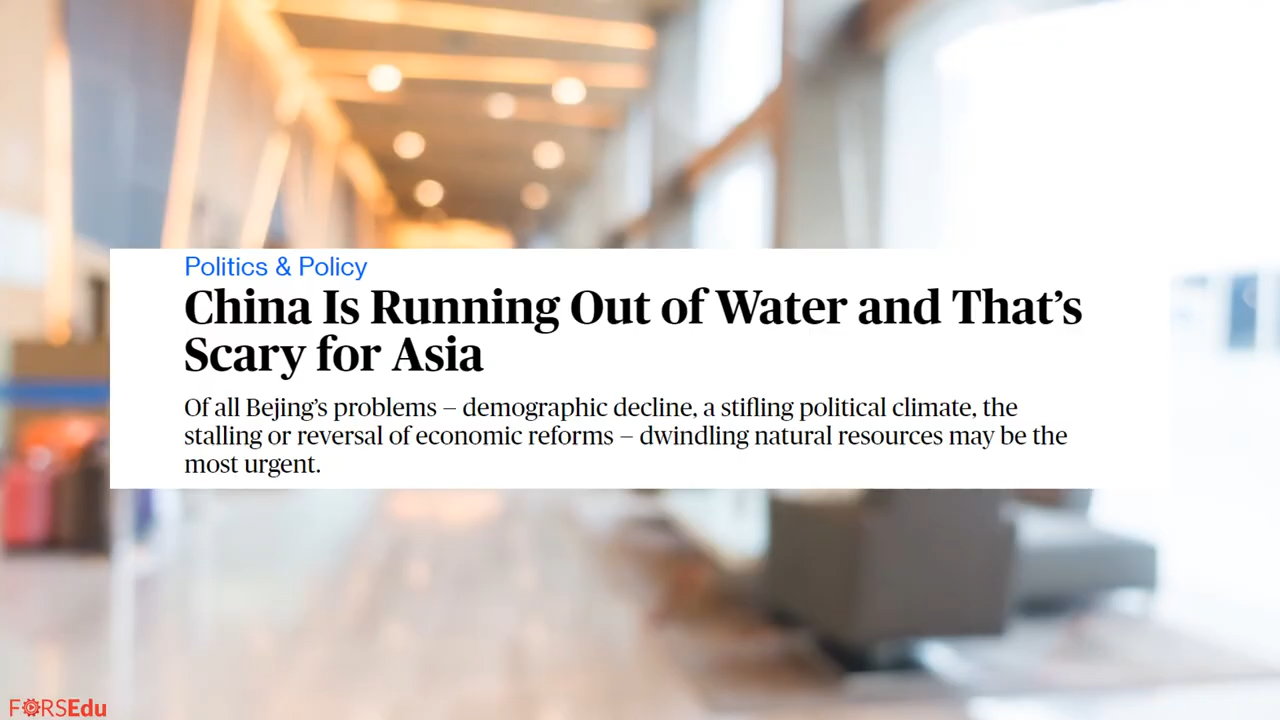 Politics & Policy
China Is Running Out of Water and That’s
Scary for Asia
Of all Bejing’s problems – demographic decline, a stifling political climate, the
stalling or reversal of economic reforms – dwindling natural resources may be the
most urgent.
FORSEdu